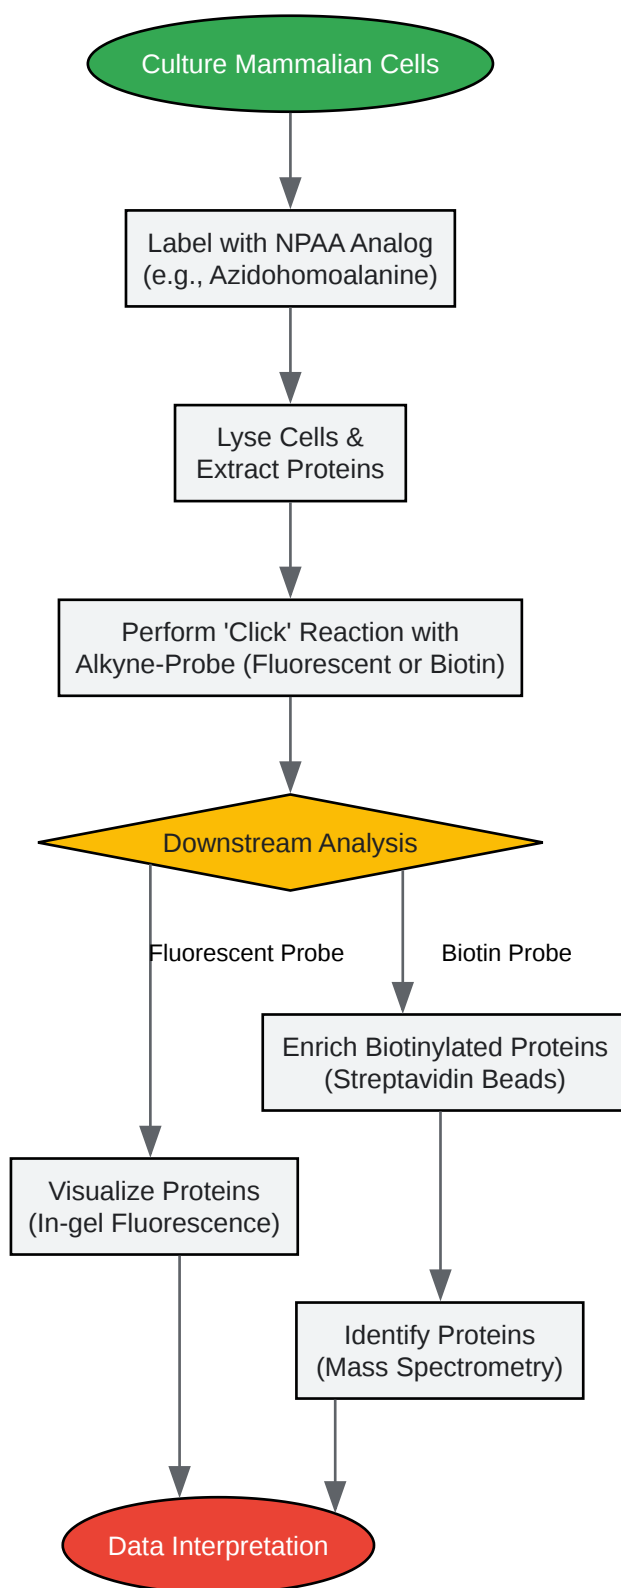 Culture Mammalian Cells
Label with NPAA Analog
(e.g., Azidohomoalanine)
Lyse Cells &
Extract Proteins
Perform 'Click' Reaction with
Alkyne-Probe (Fluorescent or Biotin)
Downstream Analysis
Fluorescent Probe
Biotin Probe
Enrich Biotinylated Proteins
(Streptavidin Beads)
Visualize Proteins
(In-gel Fluorescence)
Identify Proteins
(Mass Spectrometry)
Data Interpretation